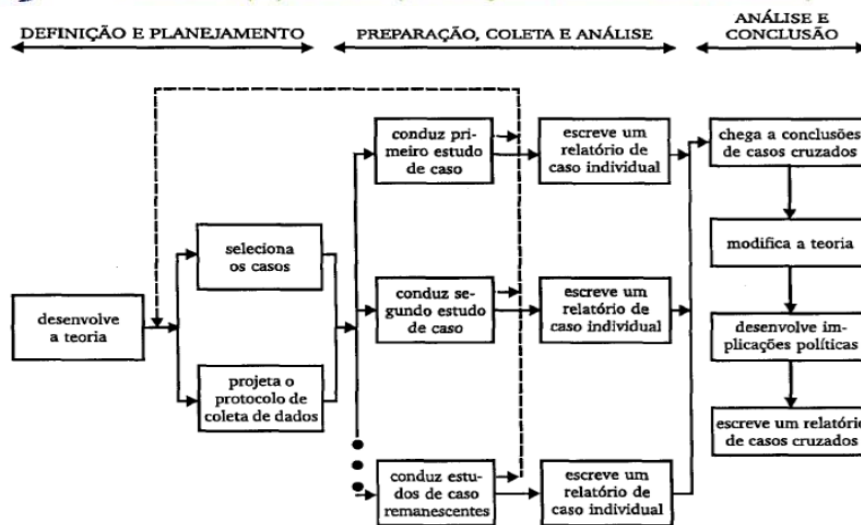 DEFINIÇÃO E PLANEJAMENTO
PREPARAÇÃO, COLETA E ANÁLISE
ANÁLISE E
CONCLUSÃO
desenvolve
a teoria
seleciona
os casos
projeta o
protocolo de
coleta de dados
conduz pri-
meiro estudo
de caso
escreve um
relatório de
caso individual
conduz se-
gundo estudo
de caso
escreve um
relatório de
caso individual
conduz estu-
dos de caso
remanescentes
escreve um
relatório de
caso individual
chega a conclusões
de casos cruzados
modifica a teoria
desenvolve im-
plicações políticas
escreve um relatório
de casos cruzados